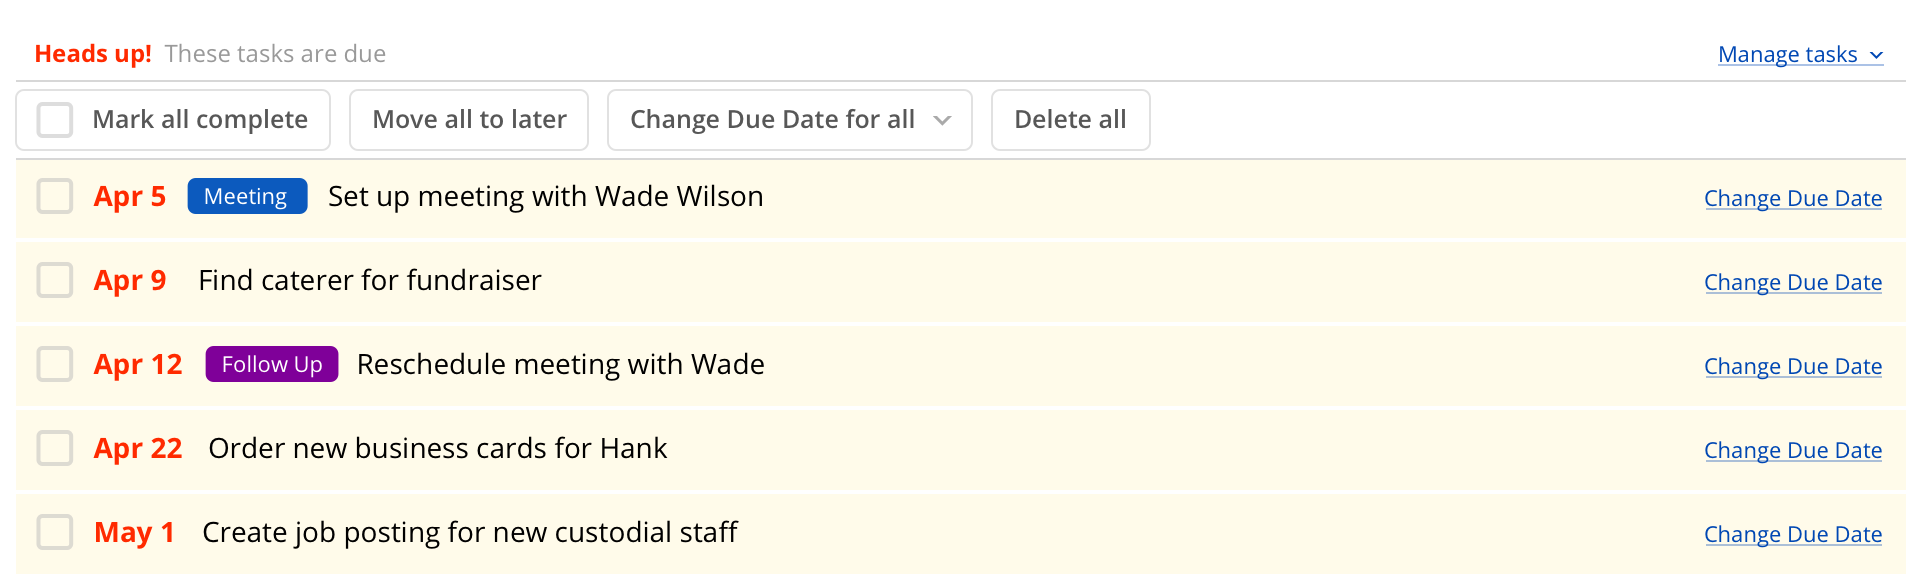 Heads up! These tasks are due Manage tasks
Mark all complete Move all to later Change Due Date for all Delete all
Apr 5 Meeting Set up meeting with Wade Wilson Change Due Date
Apr 9 Find caterer for fundraiser Change Due Date
Apr 12 Follow Up Reschedule meeting with Wade Change Due Date
Apr 22 Order new business cards for Hank Change Due Date
May 1 Create job posting for new custodial staff Change Due Date